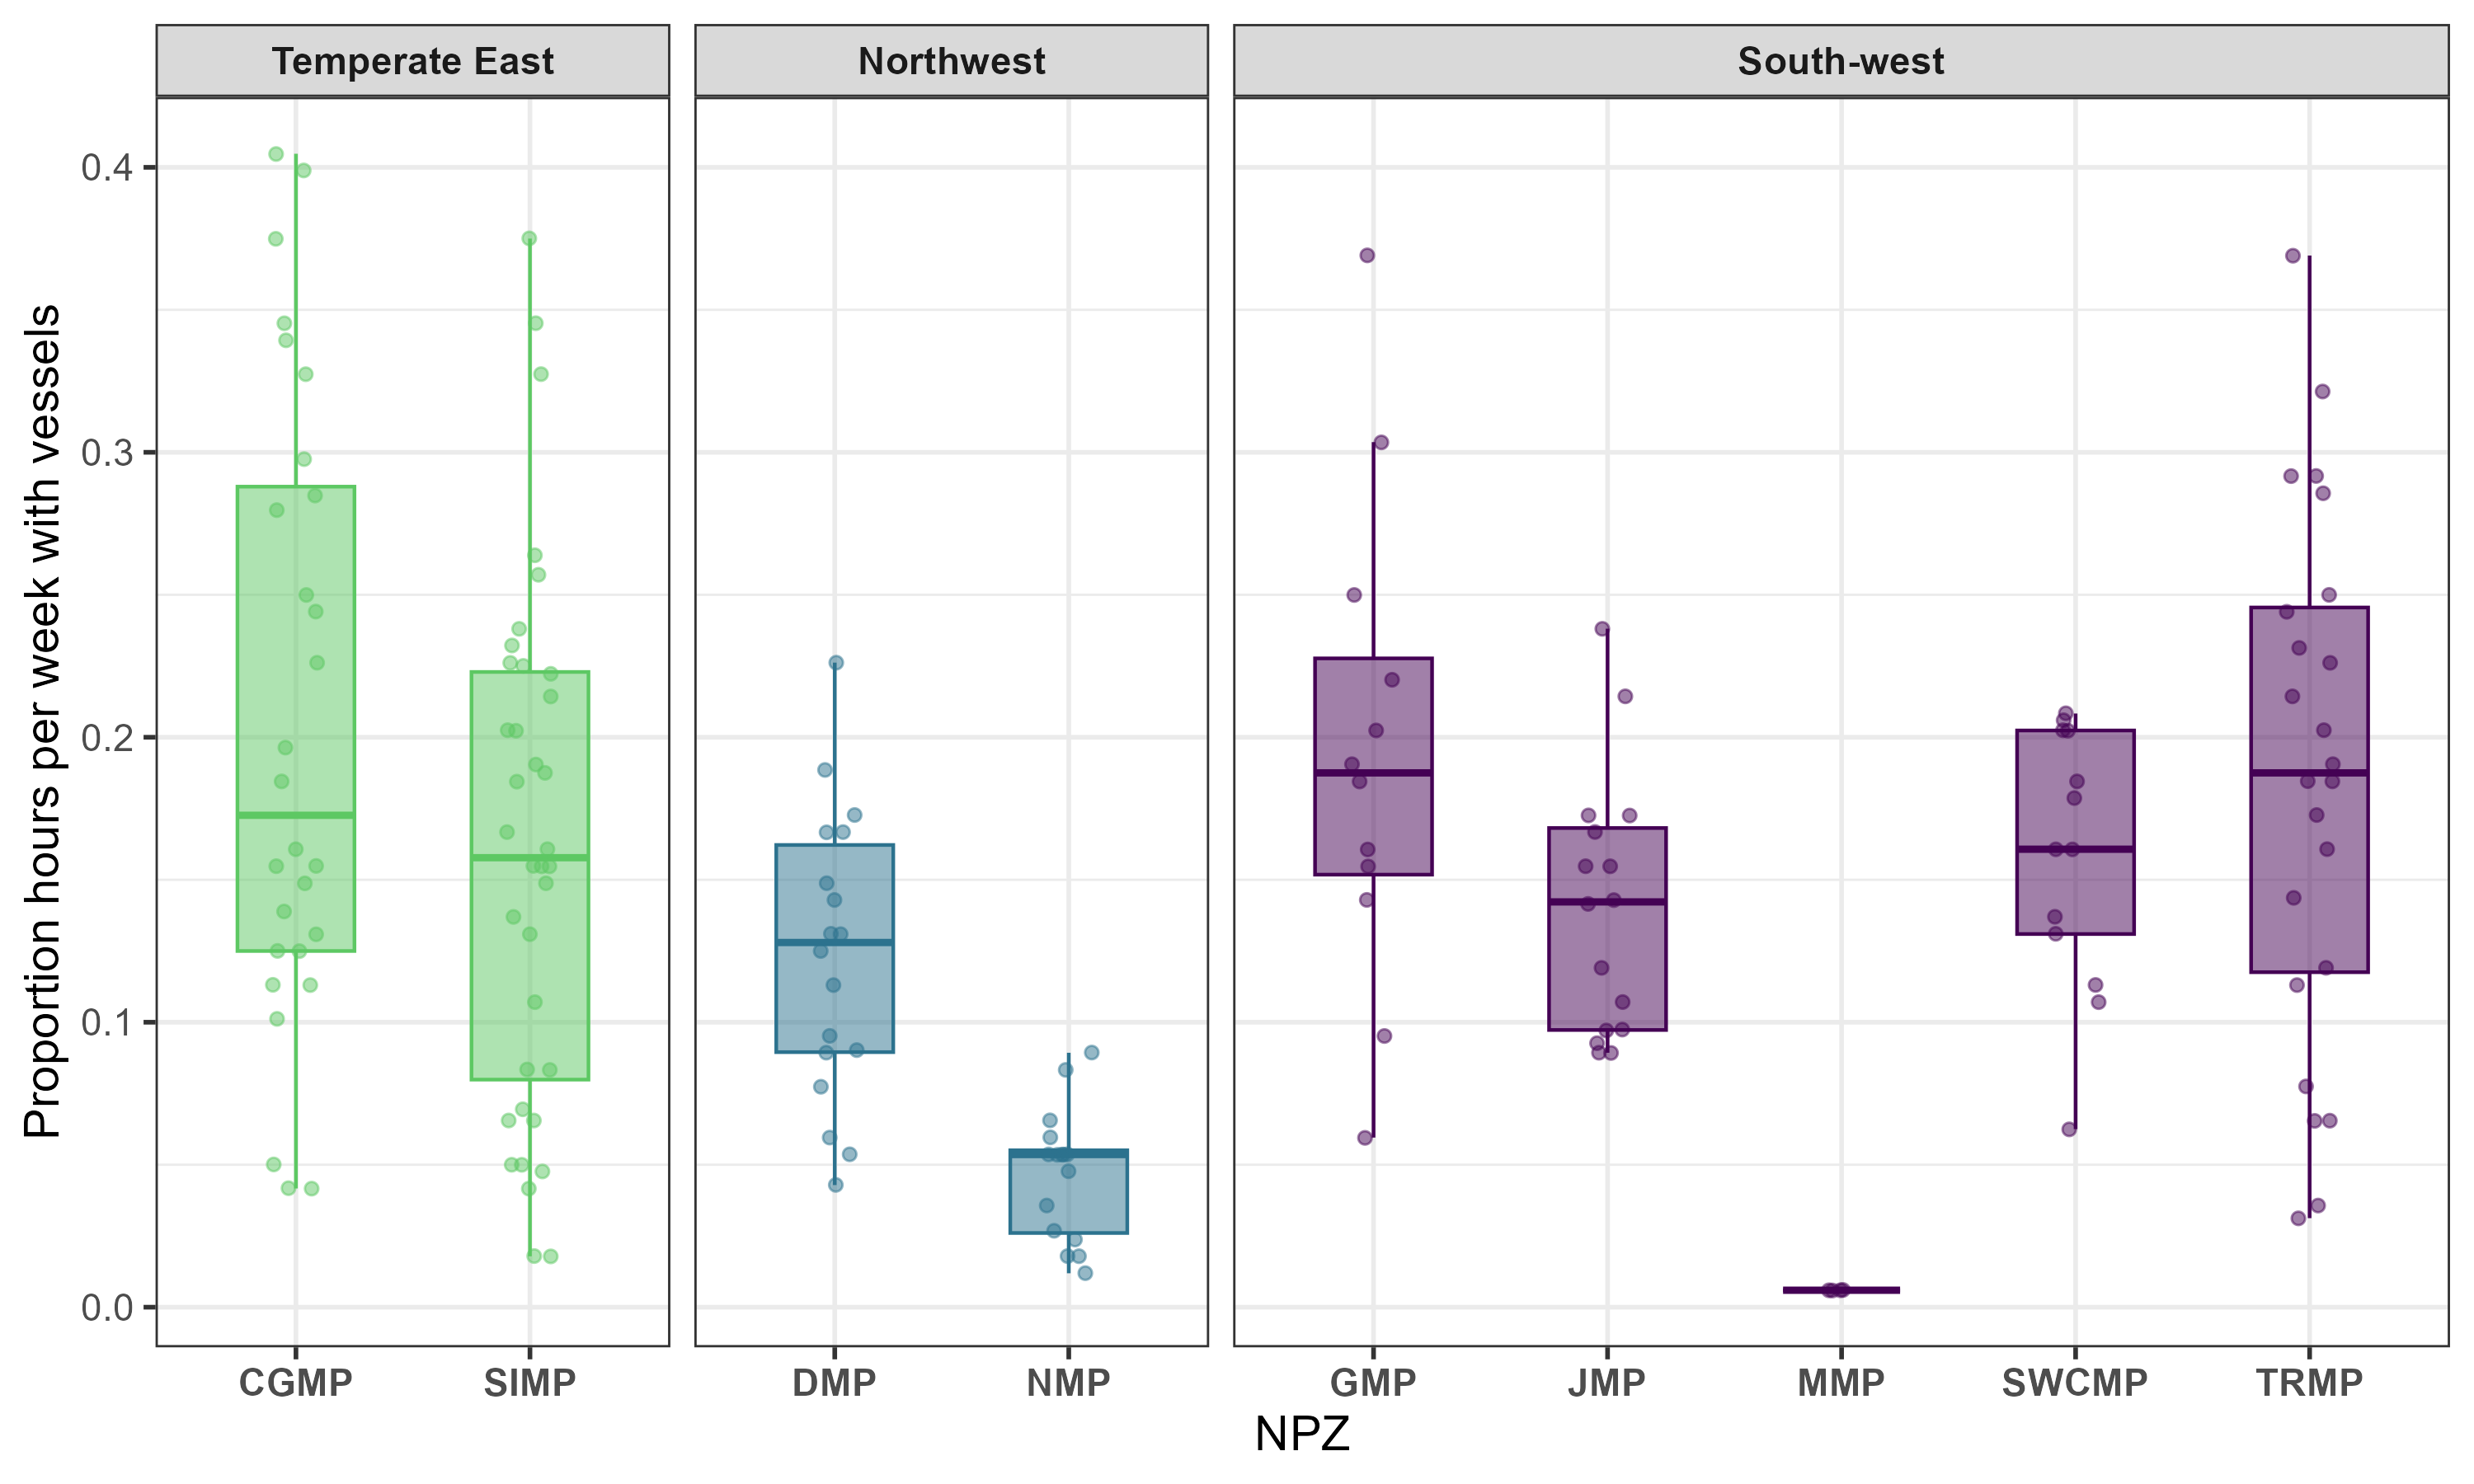 Temperate East
Northwest
South-west
Proportion hours per week with vessels
0.4
0.3
0.2
0.1
0.0
CGMP
SIMP
DMP
NMP
GMP
JMP
MMP
SWCMP
TRMP
NPZ